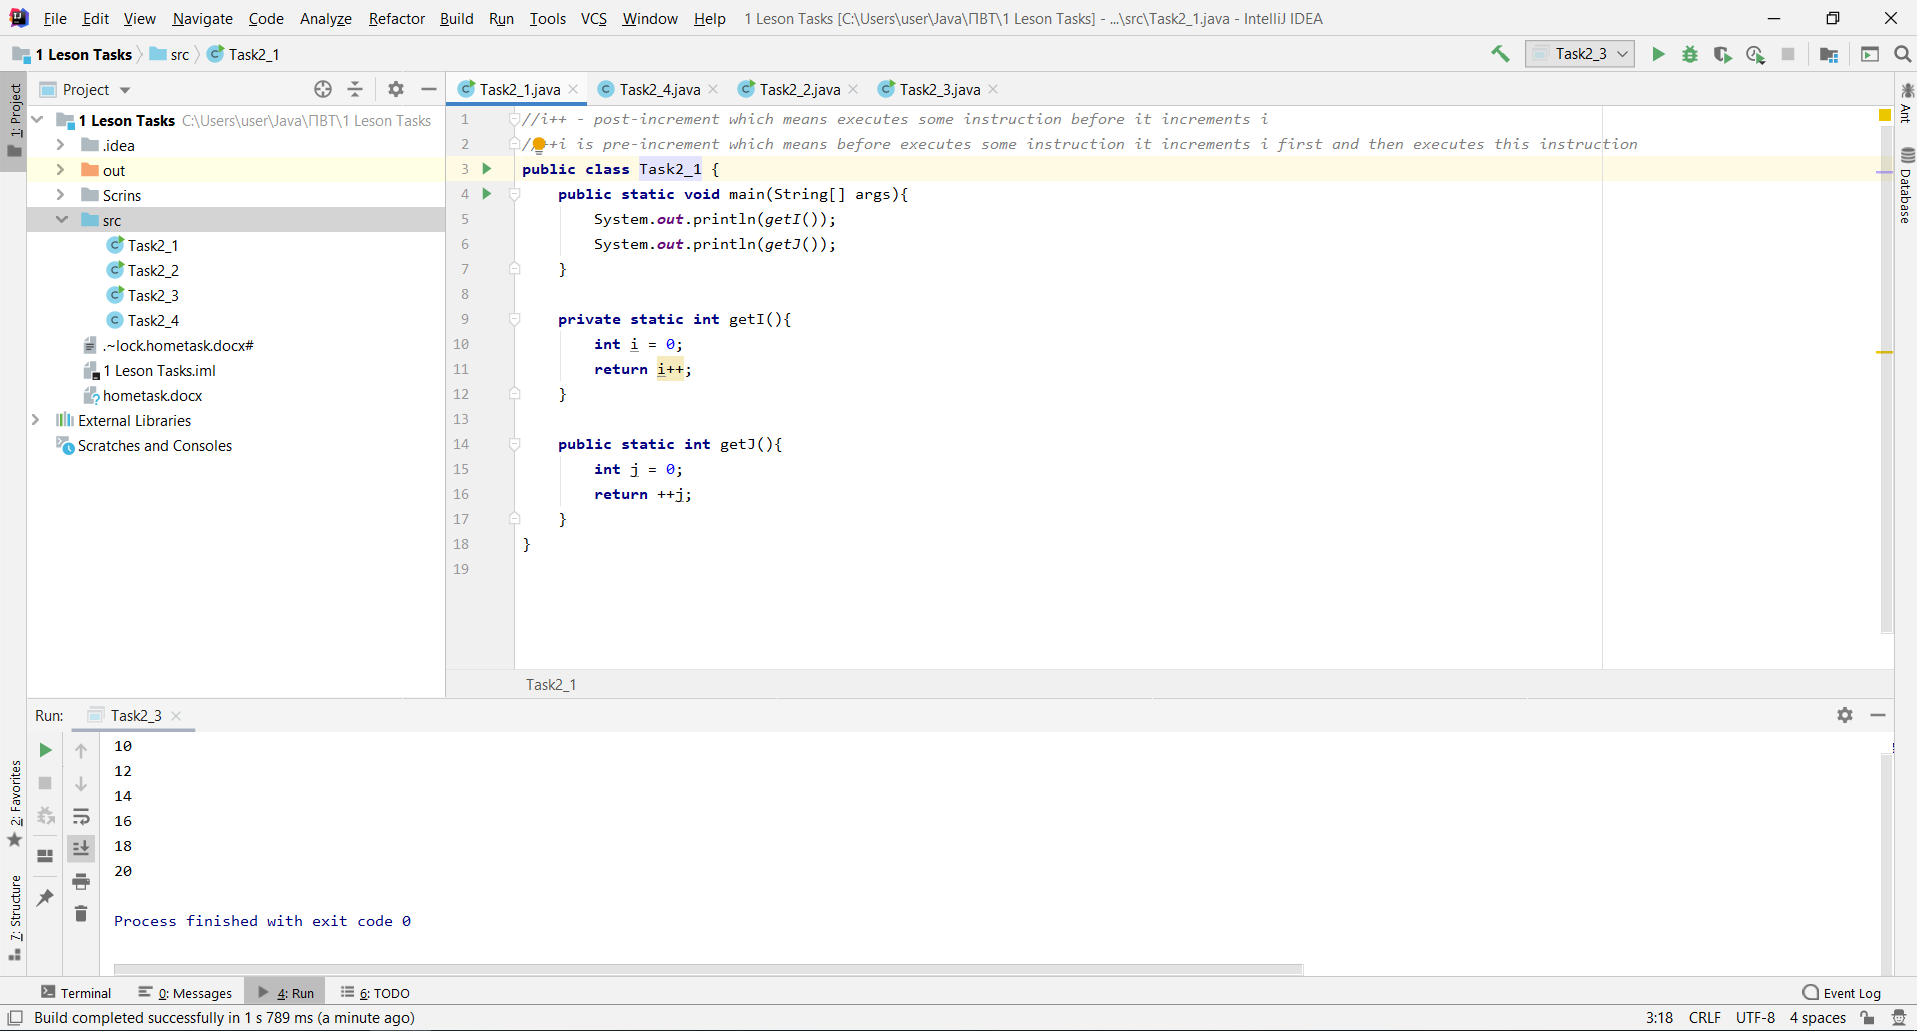 File Edit View Navigate Code Analyze Refactor Build Run Tools VCS Window Help 1 Leson Tasks [C:\Users\user\Java\ПВТ\1 Leson Tasks] - ...\src\Task2_1.java - IntelliJ IDEA
1 Leson Tasks src Task2_1 Task2_3
Project Task2_1.java Task2_4.java Task2_2.java Task2_3.java
1: Project
Ant
Database
1 Leson Tasks C:\Users\user\Java\ПВТ\1 Leson Tasks
.idea
out
Scrins
src
Task2_1
Task2_2
Task2_3
Task2_4
.~lock.hometask.docx#
1 Leson Tasks.iml
hometask.docx
External Libraries
Scratches and Consoles
1 //i++ - post-increment which means executes some instruction before it increments i
2 //++i is pre-increment which means before executes some instruction it increments i first and then executes this instruction
3 public class Task2_1 {
4 public static void main(String[] args){
5 System.out.println(getI());
6 System.out.println(getJ());
7 }
8
9 private static int getI(){
10 int i = 0;
11 return i++;
12 }
13
14 public static int getJ(){
15 int j = 0;
16 return ++j;
17 }
18 }
19
Task2_1
Run: Task2_3
2: Favorites
7: Structure
10
12
14
16
18
20
Process finished with exit code 0
Terminal 0: Messages 4: Run 6: TODO Event Log
Build completed successfully in 1 s 789 ms (a minute ago) 3:18 CRLF UTF-8 4 spaces